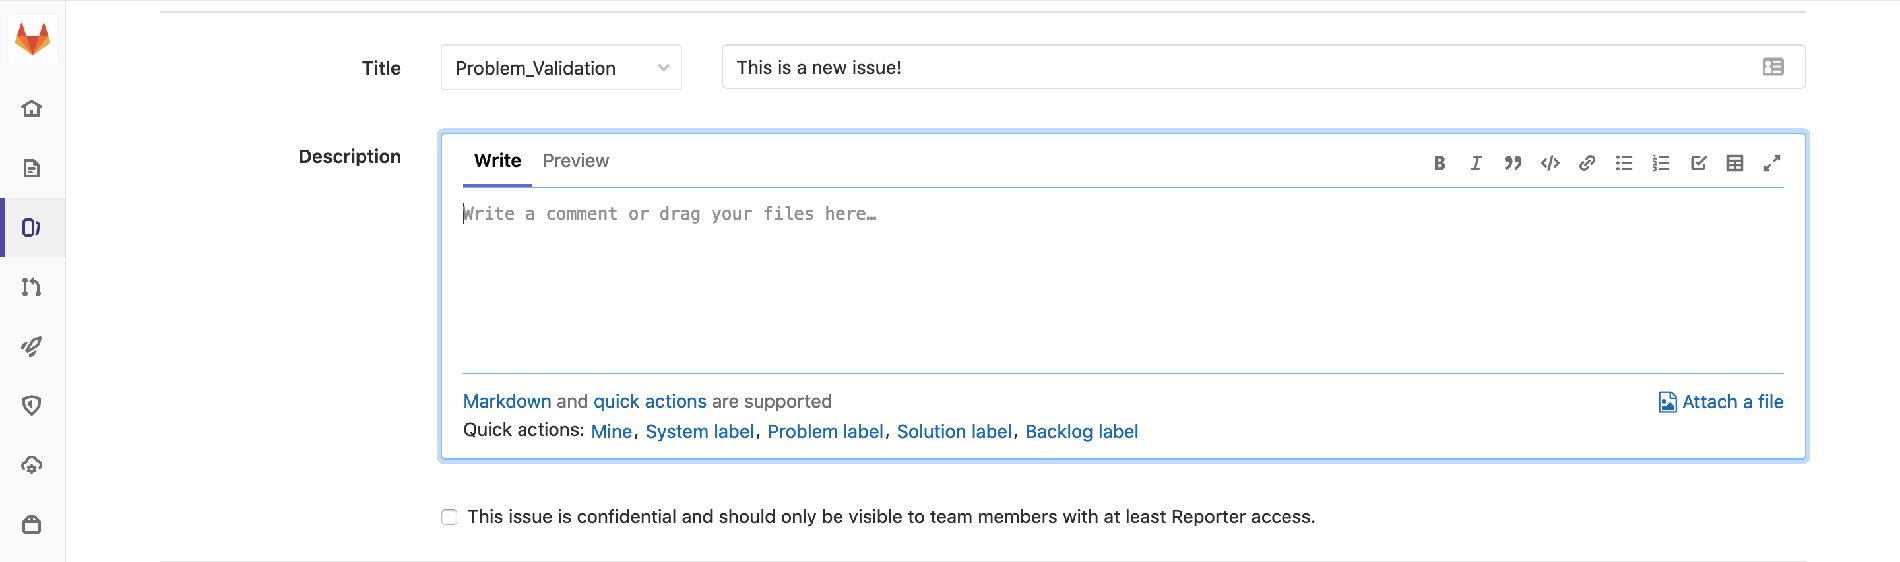 Title Problem_Validation This is a new issue!
Description Write Preview
Write a comment or drag your files here…
Markdown and quick actions are supported Attach a file
Quick actions: Mine, System label, Problem label, Solution label, Backlog label
This issue is confidential and should only be visible to team members with at least Reporter access.